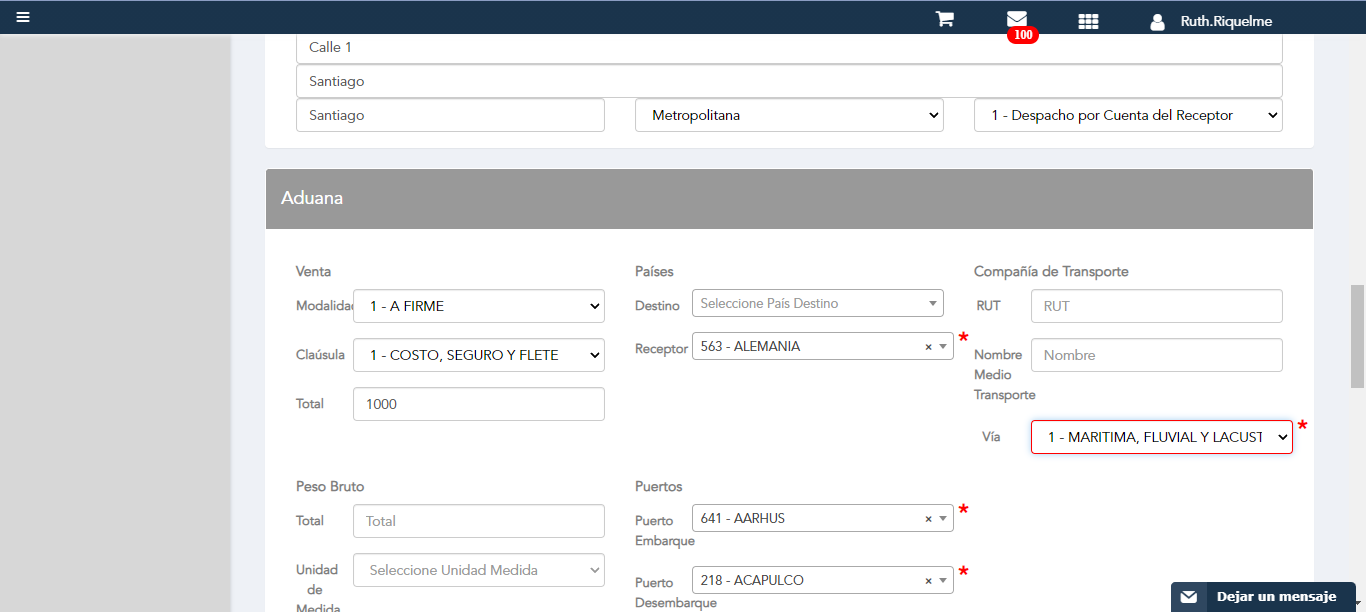 Ruth.Riquelme
100
Calle 1
Santiago
Santiago
Metropolitana
1 - Despacho por Cuenta del Receptor
Aduana
Venta
Países
Compañía de Transporte
Modalidad
1 - A FIRME
Destino
Seleccione País Destino
RUT
RUT
Claúsula
1 - COSTO, SEGURO Y FLETE
Receptor
563 - ALEMANIA
×
*
Nombre
Medio
Transporte
Nombre
Total
1000
Vía
1 - MARITIMA, FLUVIAL Y LACUST
*
Peso Bruto
Puertos
Total
Total
Puerto
Embarque
641 - AARHUS
×
*
Unidad
de
Medida
Seleccione Unidad Medida
Puerto
Desembarque
218 - ACAPULCO
×
*
Dejar un mensaje